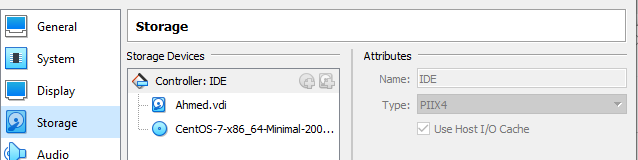 General
System
Display
Storage
Audio
Storage
Storage Devices
Controller: IDE
Ahmed.vdi
CentOS-7-x86_64-Minimal-200...
Attributes
Name: IDE
Type: PIIX4
Use Host I/O Cache